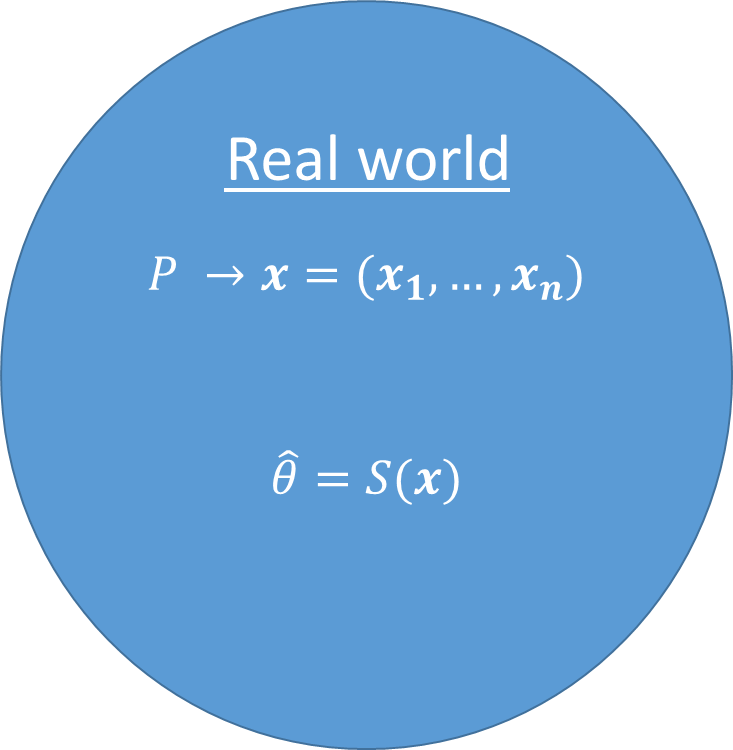 Real world
P → x = (x₁, … , xₙ)
θ̂ = S(x)